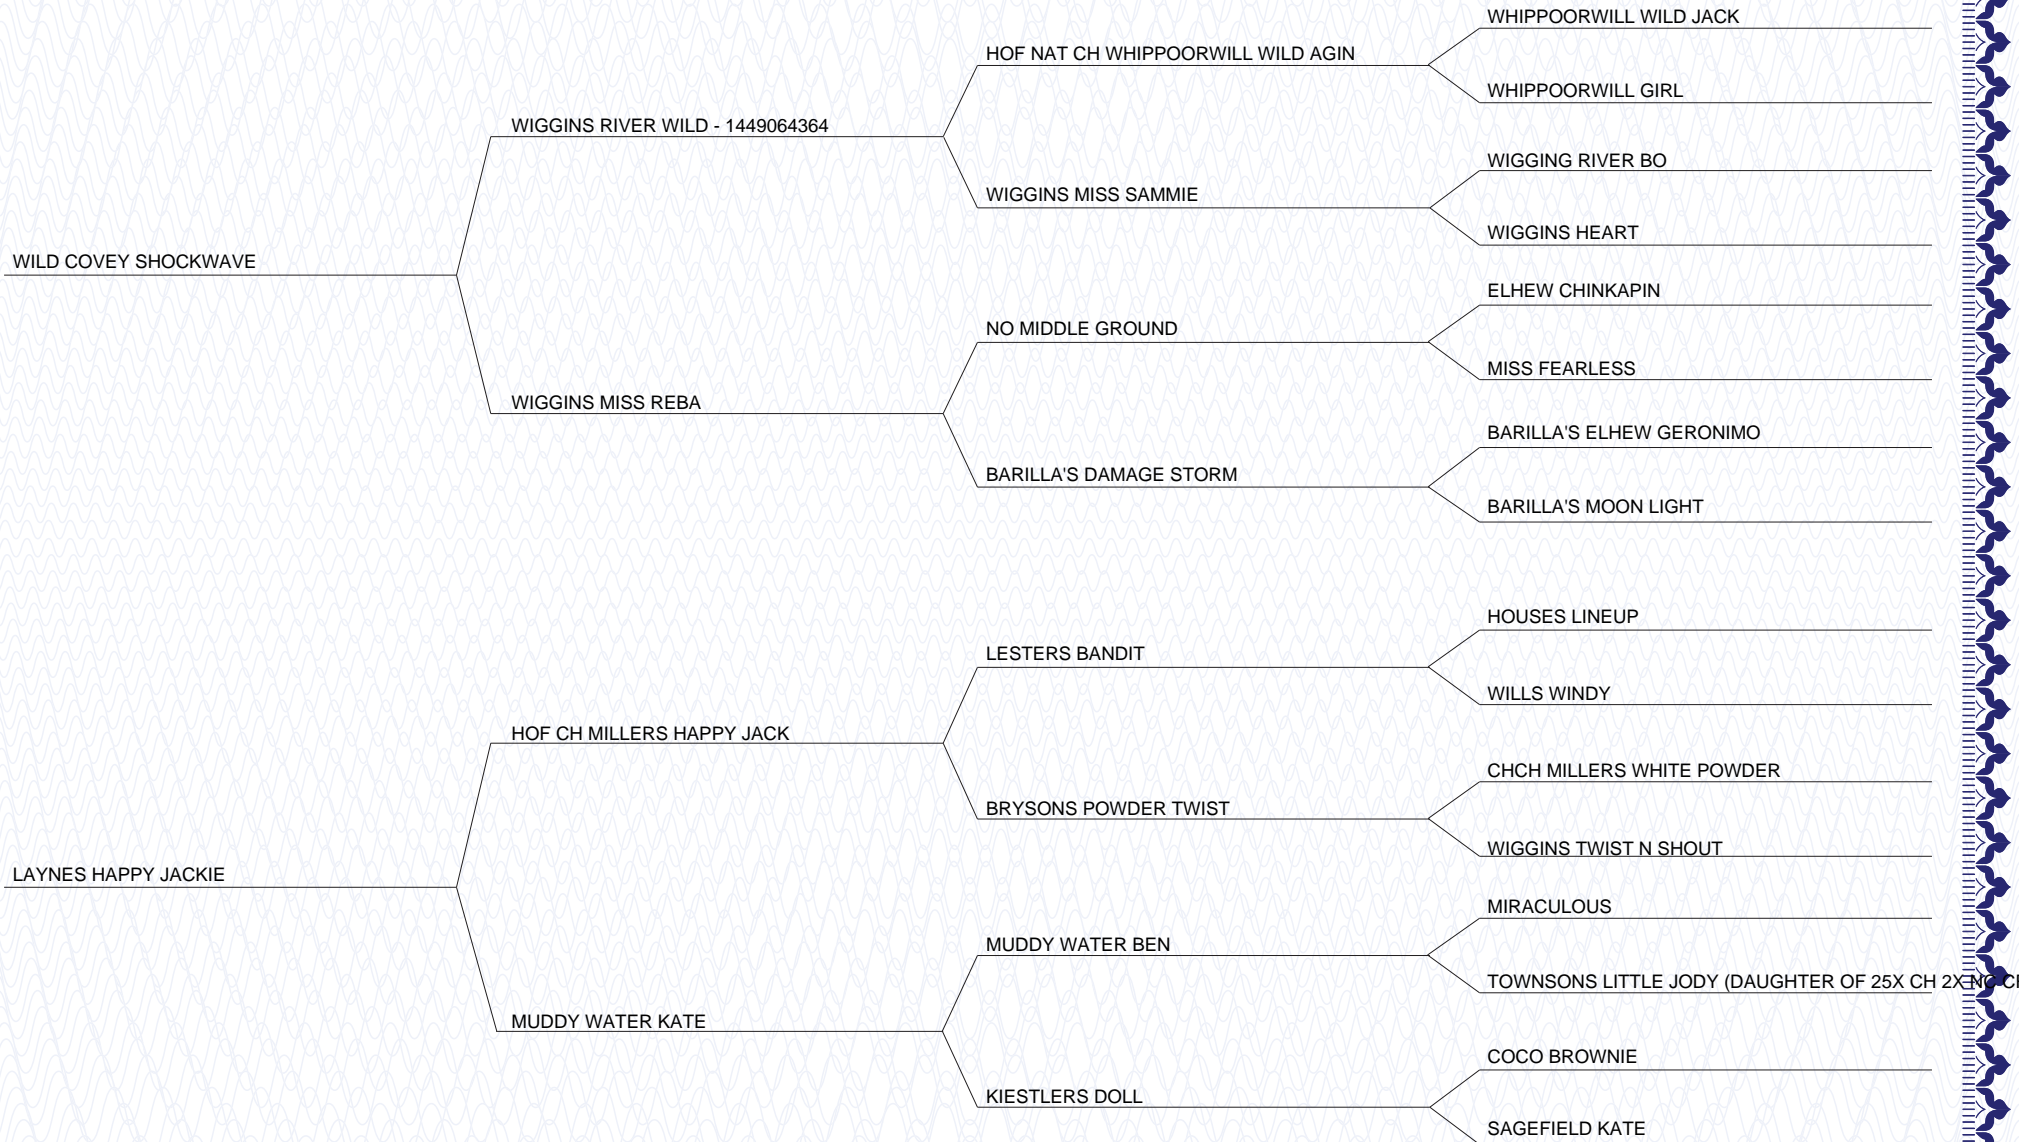 WHIPPOORWILL WILD JACK
HOF NAT CH WHIPPOORWILL WILD AGIN
WHIPPOORWILL GIRL
WIGGINS RIVER WILD - 1449064364
WIGGING RIVER BO
WIGGINS MISS SAMMIE
WIGGINS HEART
WILD COVEY SHOCKWAVE
ELHEW CHINKAPIN
NO MIDDLE GROUND
MISS FEARLESS
WIGGINS MISS REBA
BARILLA'S ELHEW GERONIMO
BARILLA'S DAMAGE STORM
BARILLA'S MOON LIGHT
HOUSES LINEUP
LESTERS BANDIT
WILLS WINDY
HOF CH MILLERS HAPPY JACK
CHCH MILLERS WHITE POWDER
BRYSONS POWDER TWIST
WIGGINS TWIST N SHOUT
LAYNES HAPPY JACKIE
MIRACULOUS
MUDDY WATER BEN
TOWNSONS LITTLE JODY (DAUGHTER OF 25X CH 2X NC
MUDDY WATER KATE
COCO BROWNIE
KIESTLERS DOLL
SAGEFIELD KATE